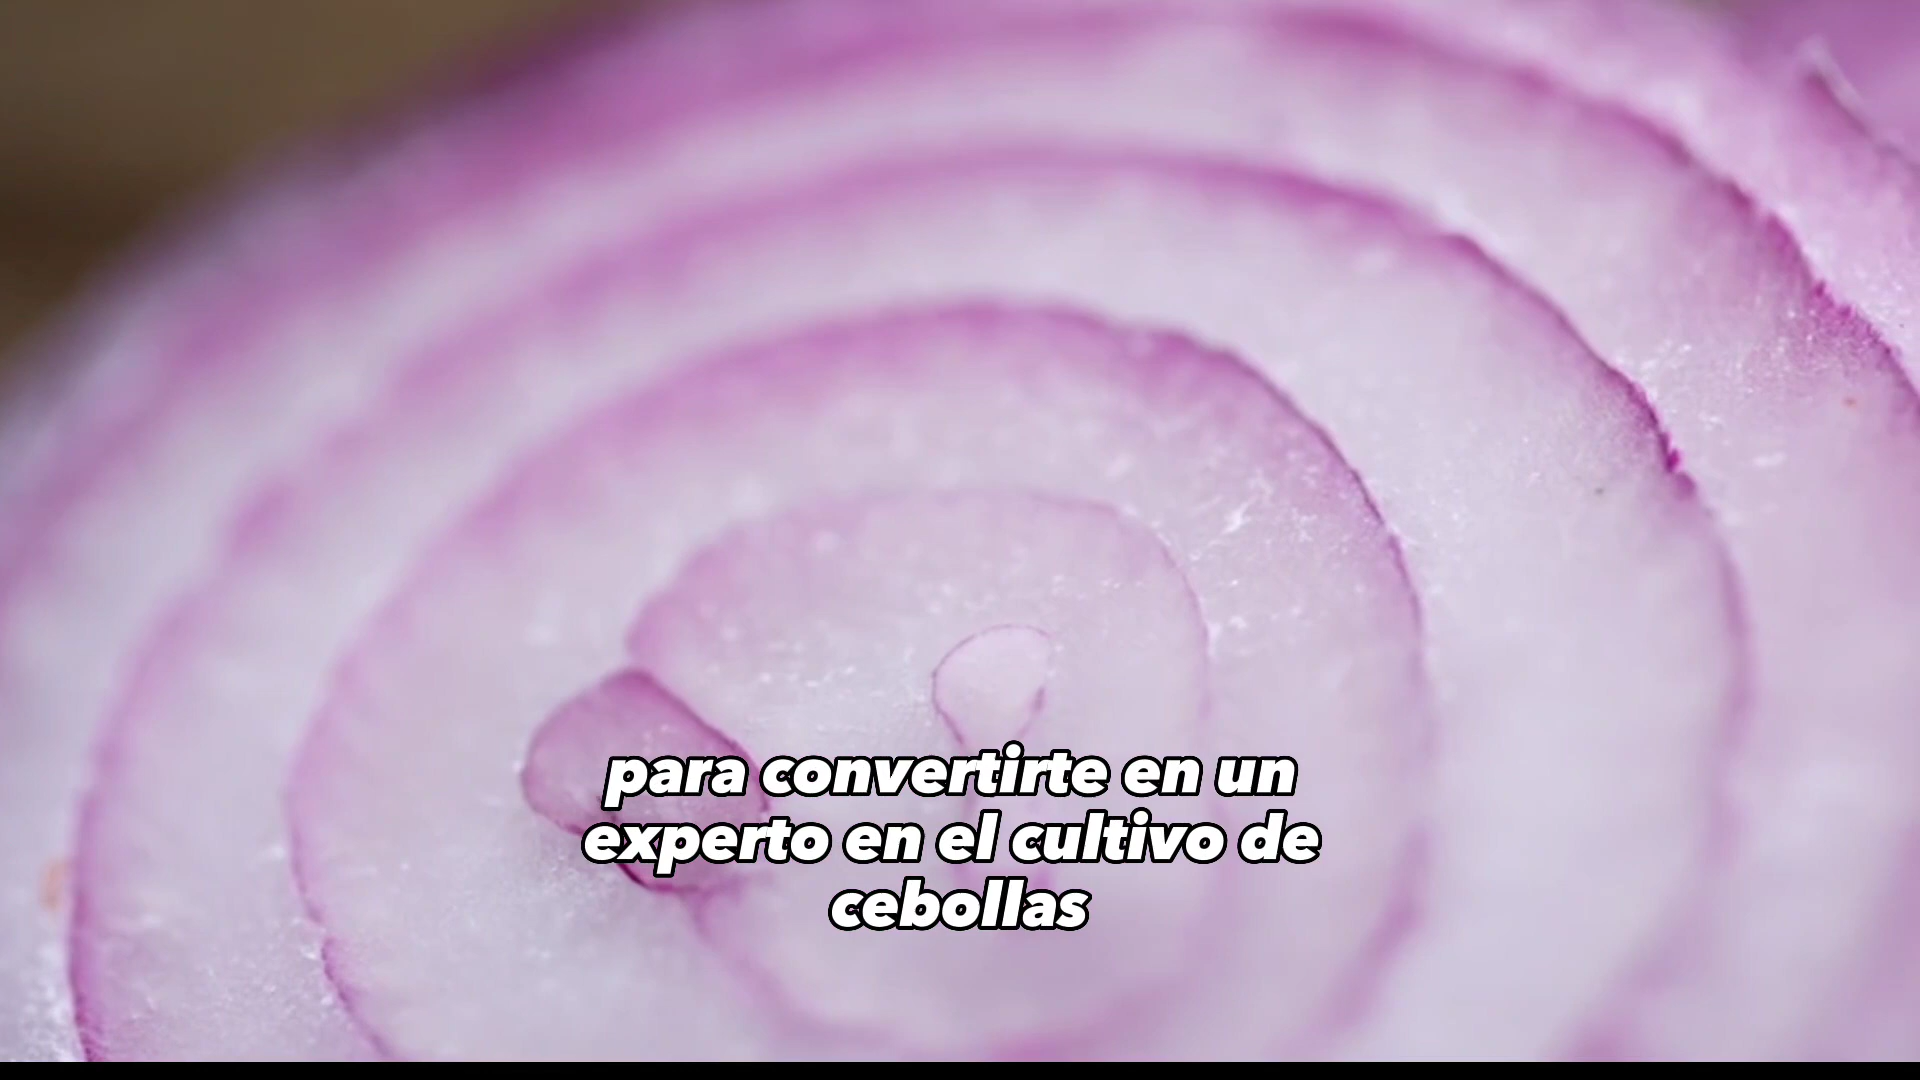 para convertirte en un
experto en el cultivo de
cebollas